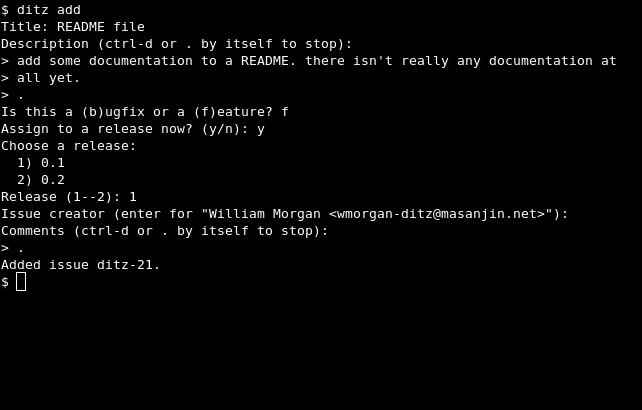 $ ditz add
Title: README file
Description (ctrl-d or . by itself to stop):
> add some documentation to a README. there isn't really any documentation at
> all yet.
> .
Is this a (b)ugfix or a (f)eature? f
Assign to a release now? (y/n): y
Choose a release:
  1) 0.1
  2) 0.2
Release (1--2): 1
Issue creator (enter for "William Morgan <wmorgan-ditz@masanjin.net>"):
Comments (ctrl-d or . by itself to stop):
> .
Added issue ditz-21.
$